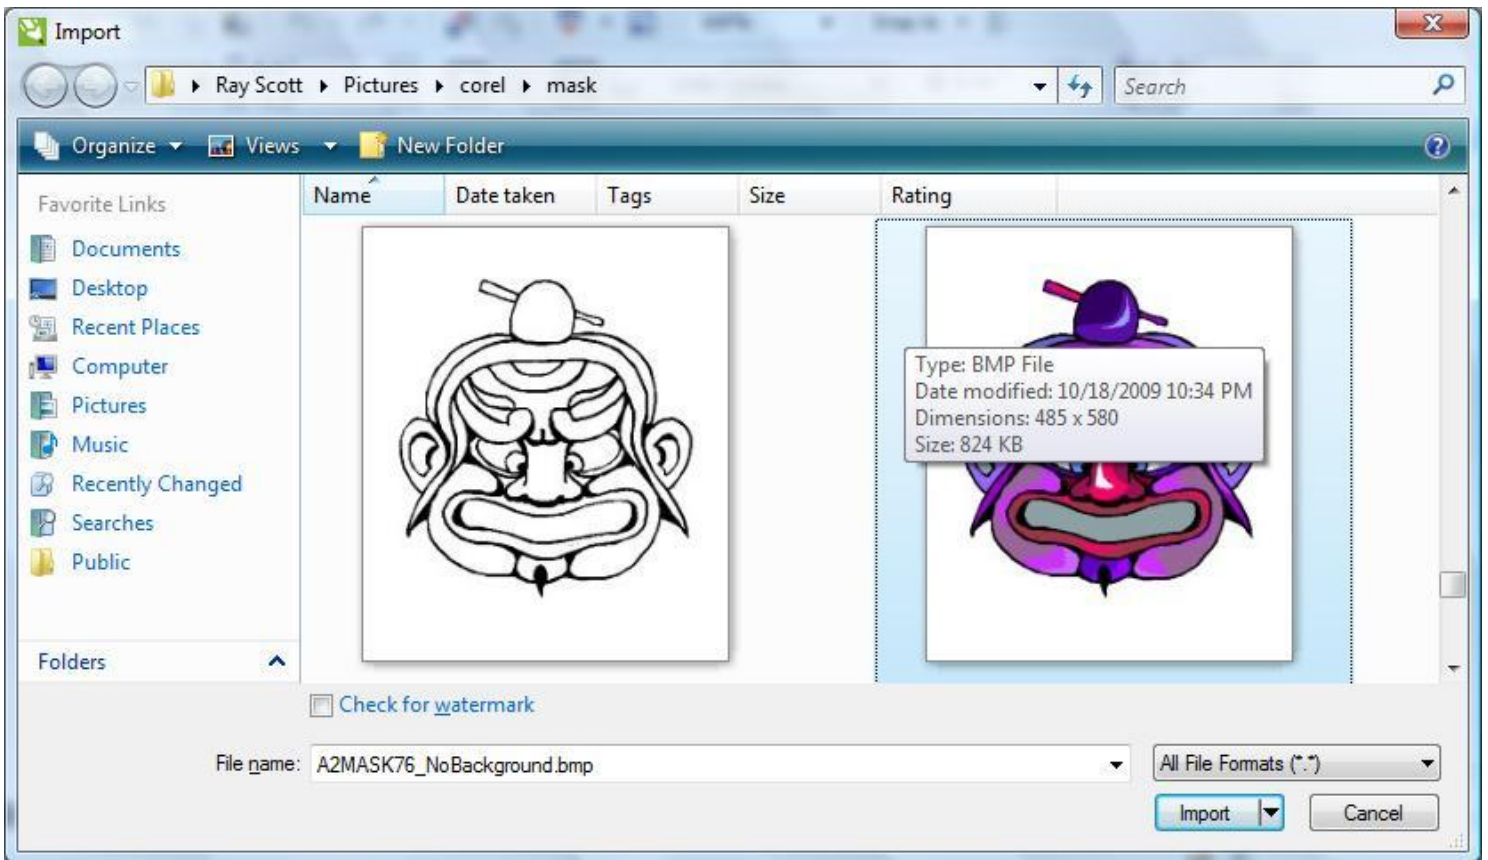 Import
Ray Scott Pictures corel mask
Search
Organize Views New Folder
Name Date taken Tags Size Rating
Favorite Links
Documents
Desktop
Recent Places
Computer
Pictures
Music
Recently Changed
Searches
Public
Folders
Type: BMP File
Date modified: 10/18/2009 10:34 PM
Dimensions: 485 x 580
Size: 824 KB
Check for watermark
File name: A2MASK76_NoBackground.bmp All File Formats (*.*)
Import Cancel